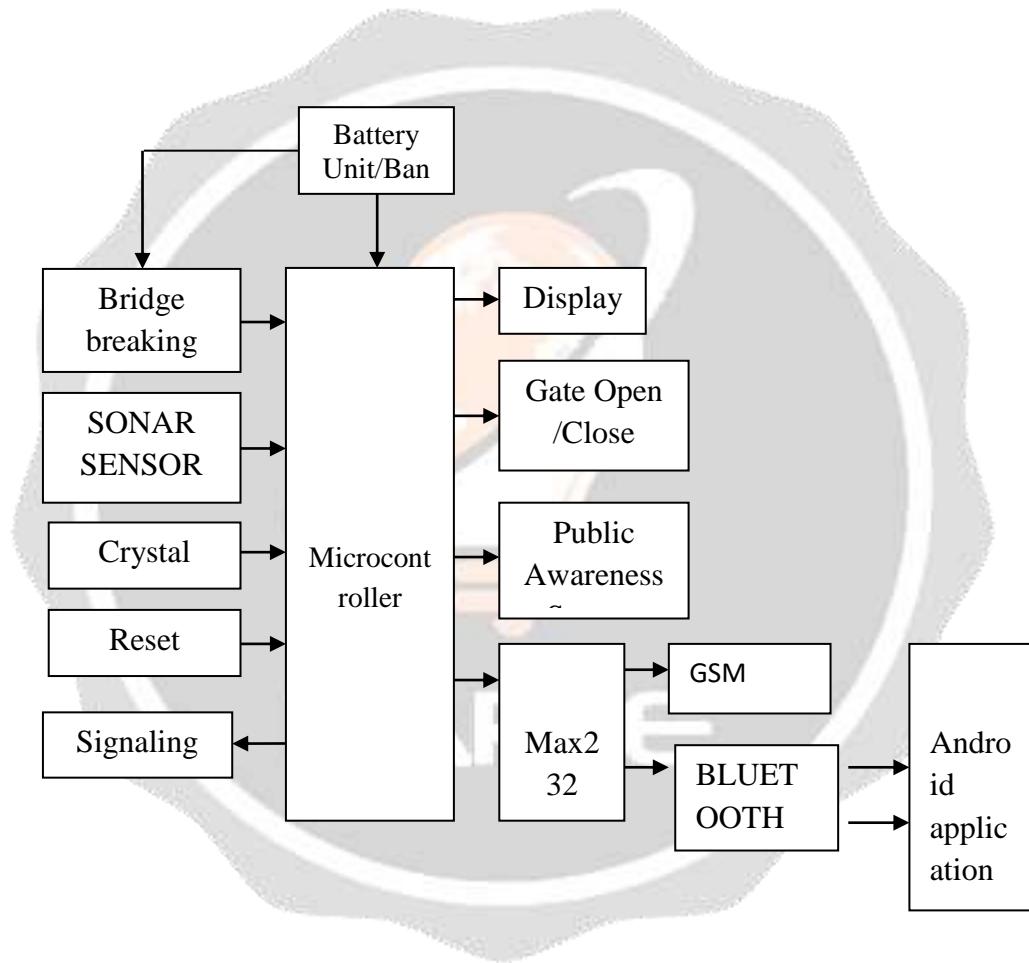 Battery
Unit/Ban
Bridge
breaking
Display
Gate Open
/Close
SONAR
SENSOR
Crystal
Microcont
roller
Public
Awareness
Reset
GSM
Signaling
Max2
32
BLUET
OOTH
Andro
id
applic
ation